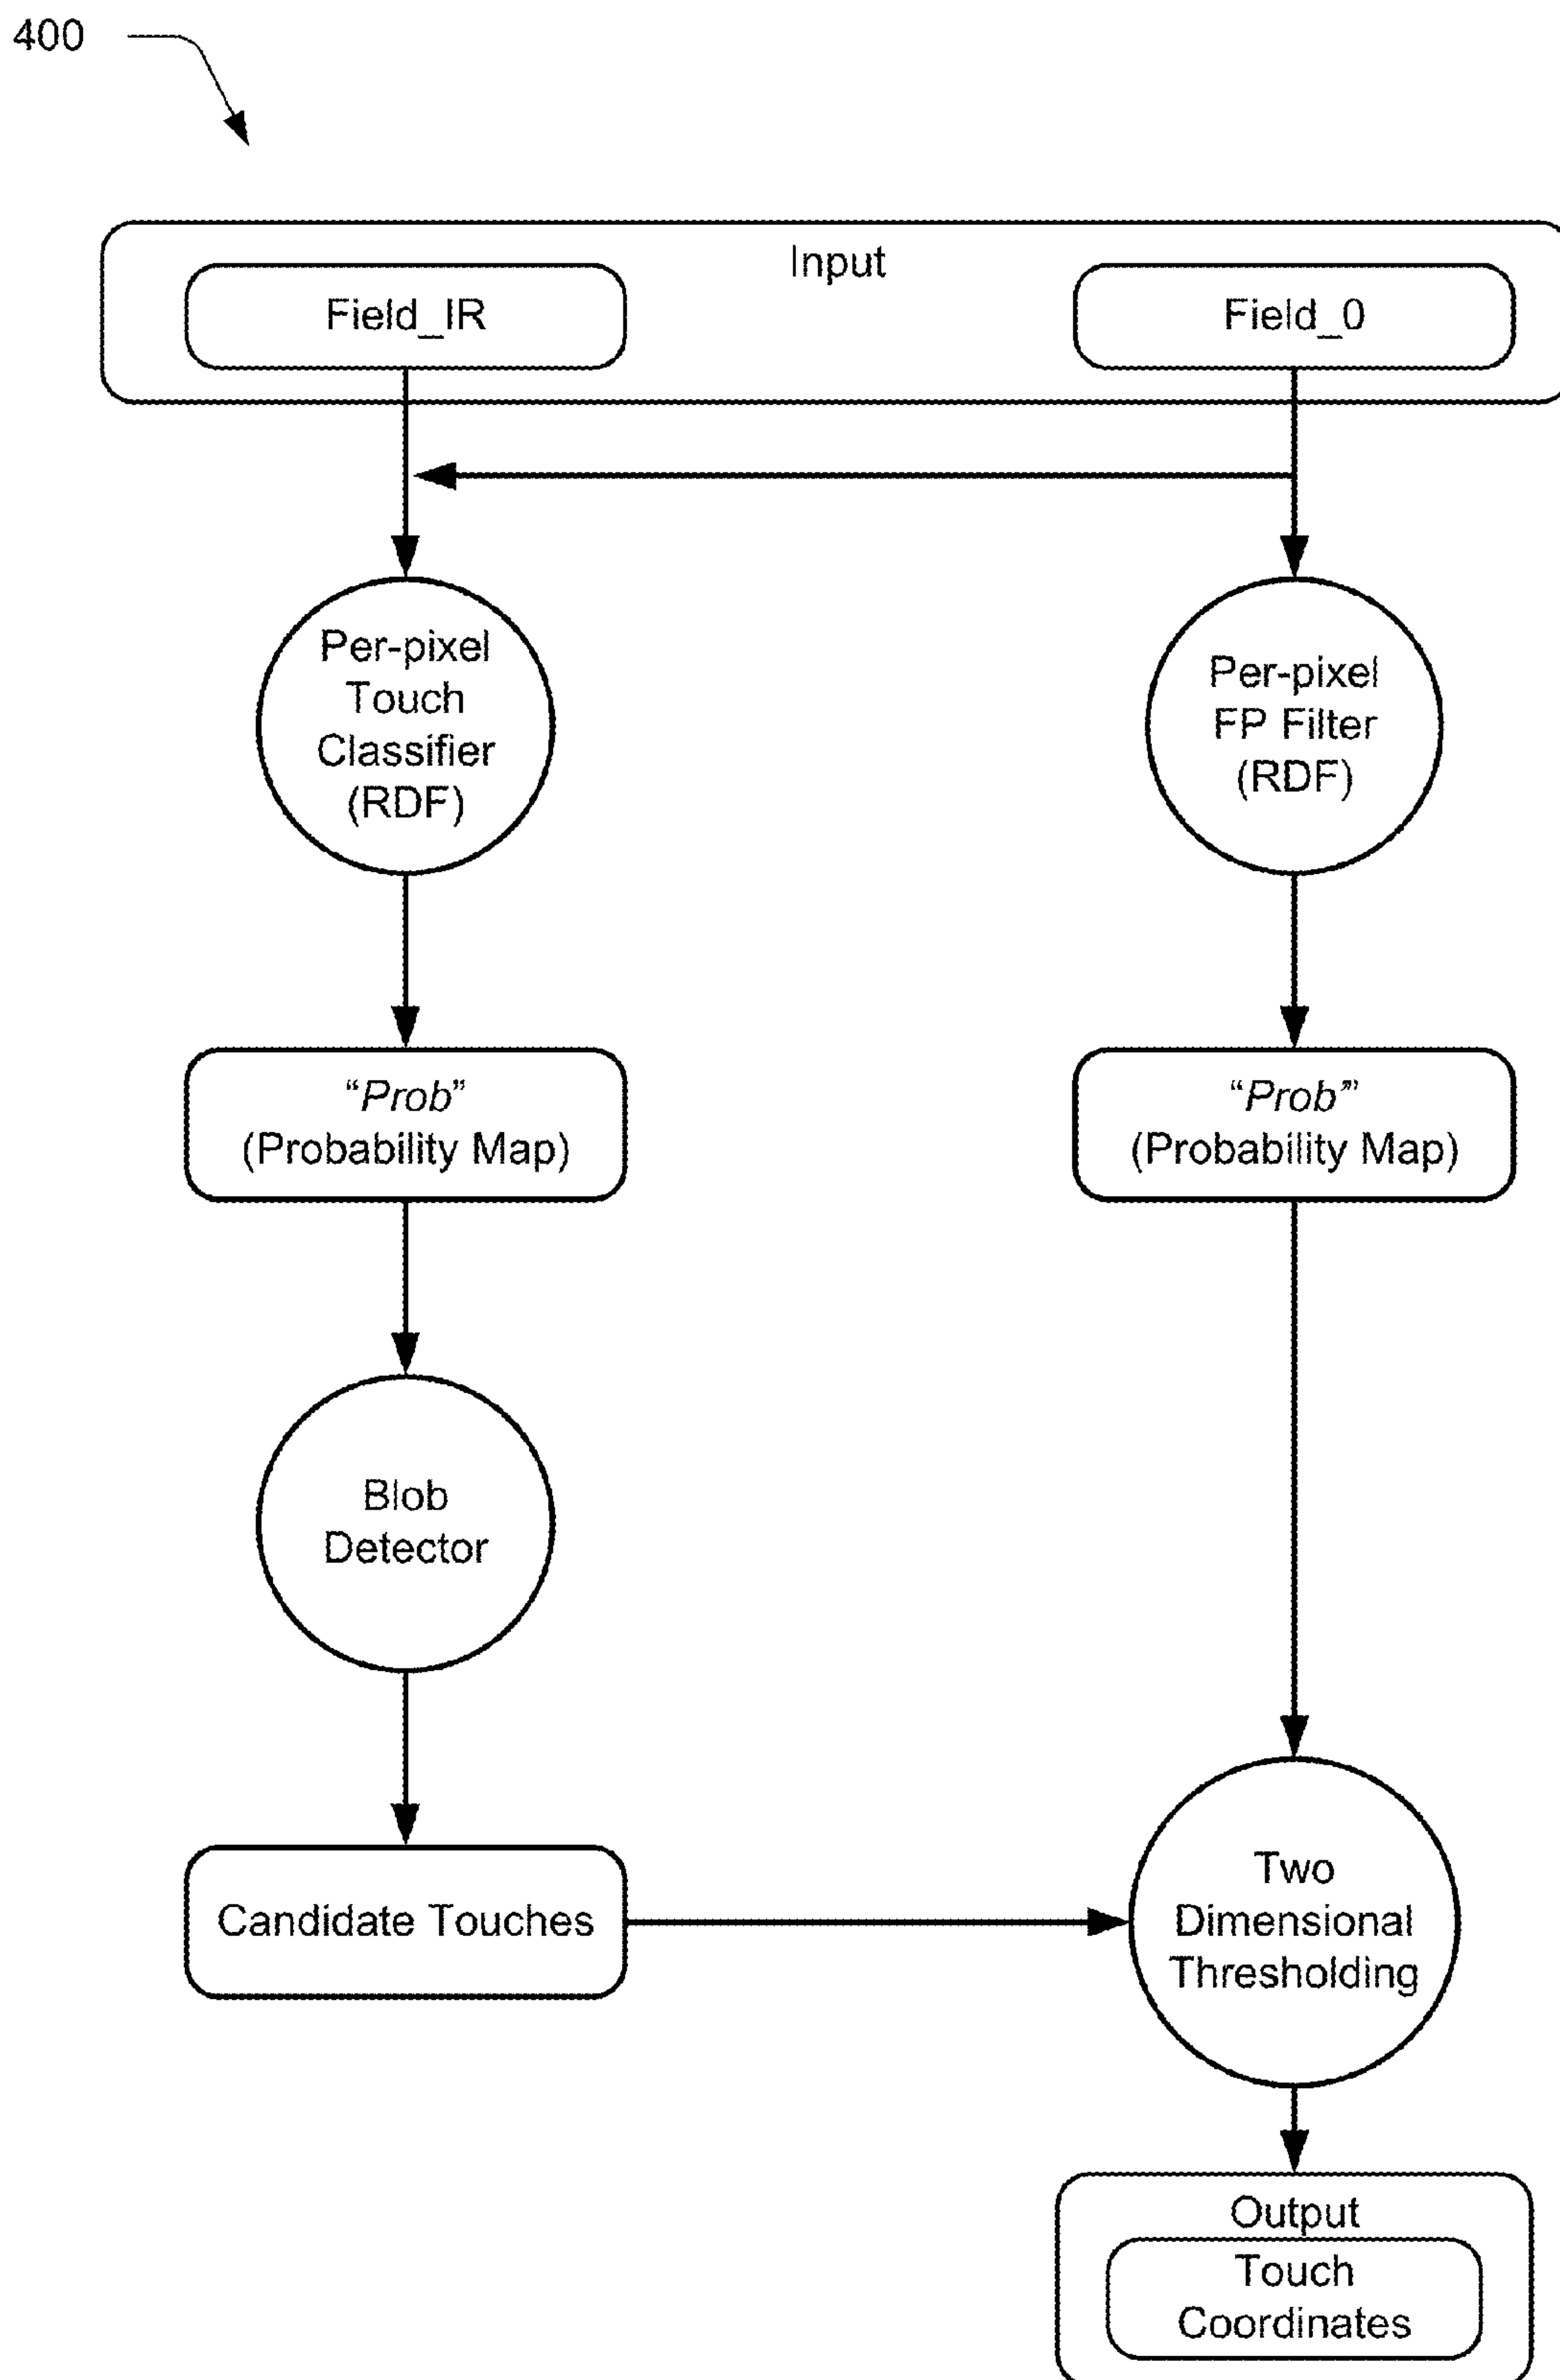 400
Input
Field_IR
Field_0
Per-pixel
Touch
Classifier
(RDF)
Per-pixel
FP Filter
(RDF)
“Prob”
(Probability Map)
“Prob’”
(Probability Map)
Blob
Detector
Candidate Touches
Two
Dimensional
Thresholding
Output
Touch
Coordinates